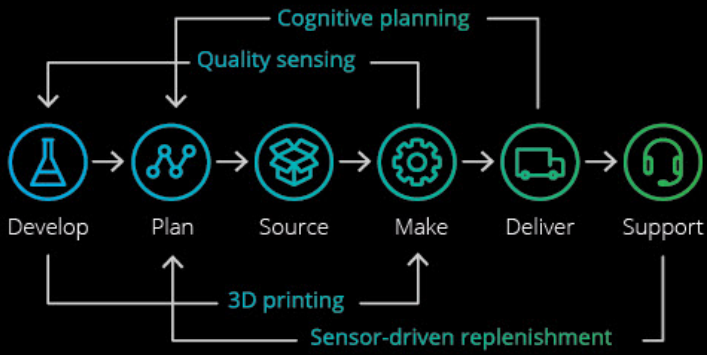 Cognitive planning
Quality sensing
Develop
Plan
Source
Make
Deliver
Support
3D printing
Sensor-driven replenishment